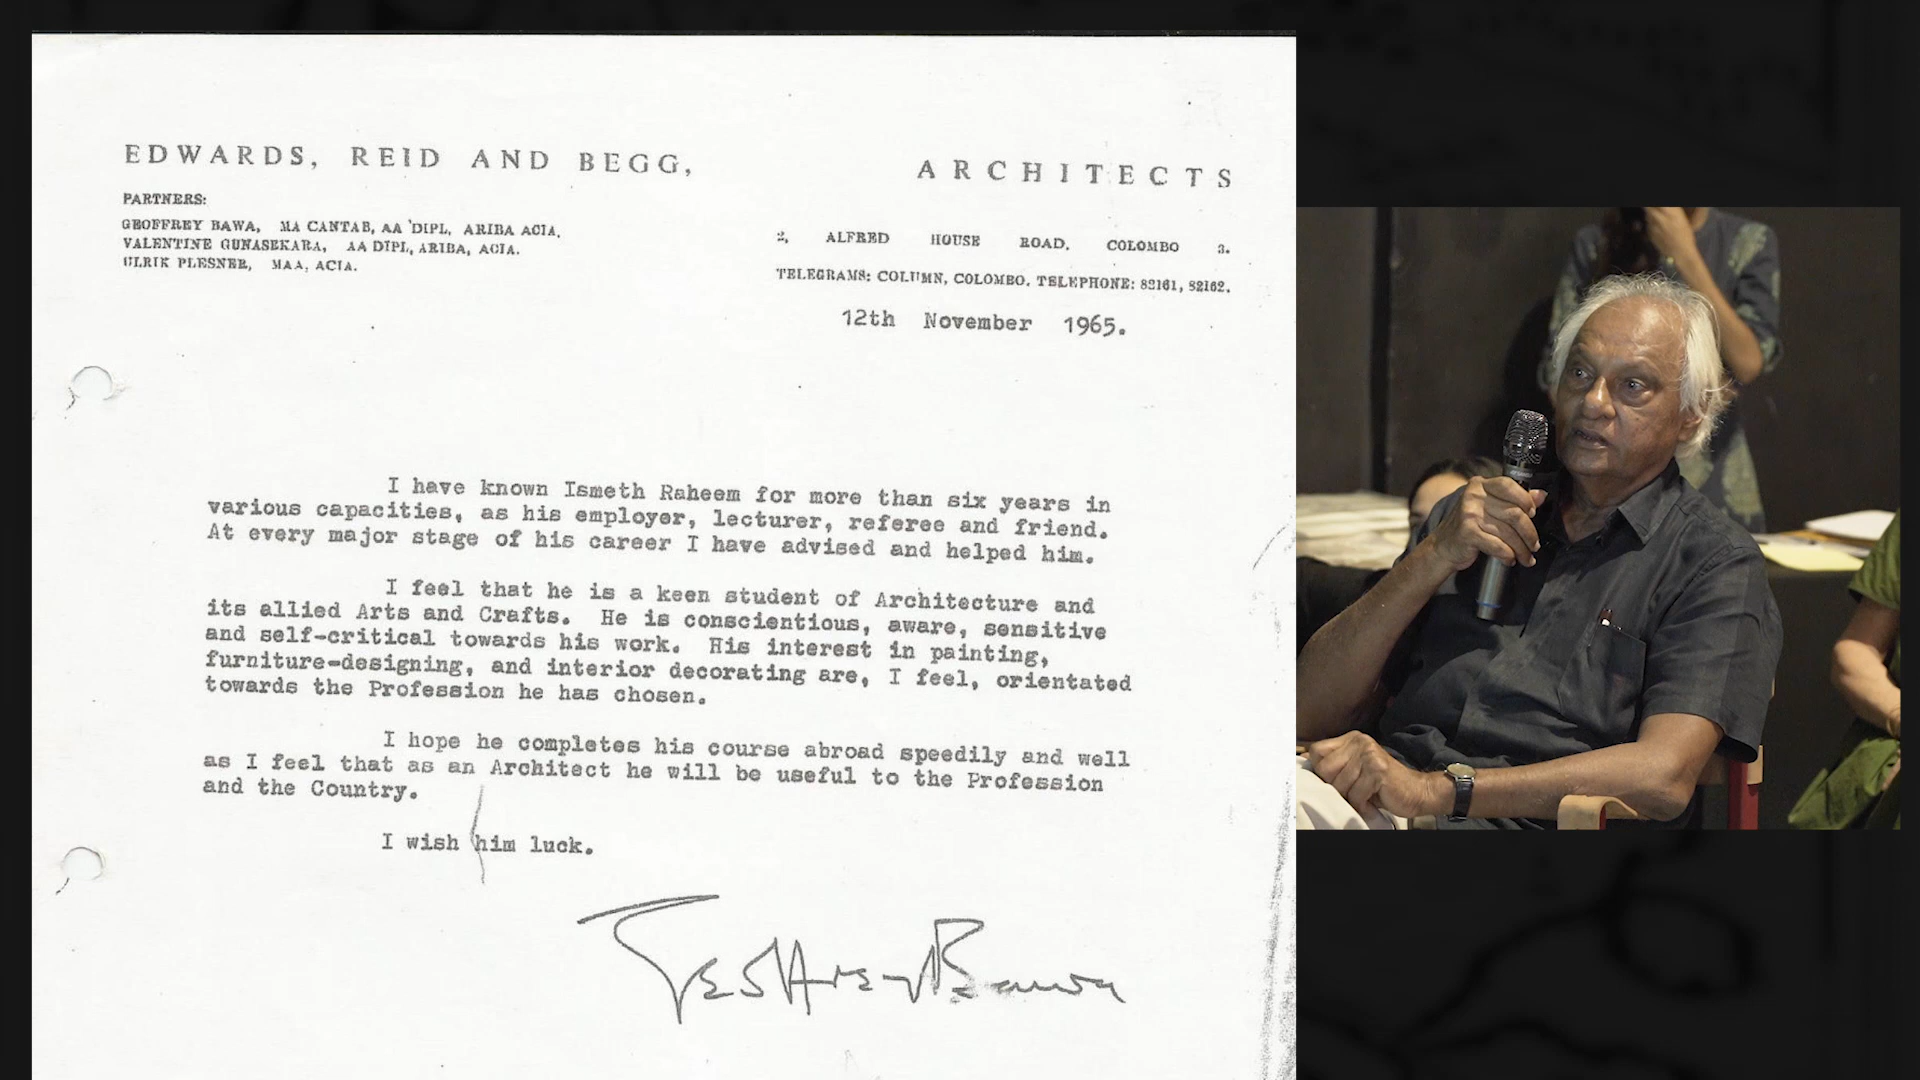 EDWARDS, REID AND BEGG, ARCHITECTS
PARTNERS:
GEOFFREY BAWA, MA CANTAB, AA DIPL, ARIBA ACIA.
VALENTINE GUNASEKARA, AA DIPL, ARIBA, ACIA.
ULRIK PLESNER, MAA, ACIA.
2, ALFRED HOUSE ROAD, COLOMBO 3.
TELEGRAMS: COLUMN, COLOMBO. TELEPHONE: 82161, 82162.
12th November 1965.
I have known Ismeth Raheem for more than six years in
various capacities, as his employer, lecturer, referee and friend.
At every major stage of his career I have advised and helped him.
I feel that he is a keen student of Architecture and
its allied Arts and Crafts. He is conscientious, aware, sensitive
and self-critical towards his work. His interest in painting,
furniture-designing, and interior decorating are, I feel, orientated
towards the Profession he has chosen.
I hope he completes his course abroad speedily and well
as I feel that as an Architect he will be useful to the Profession
and the Country.
I wish him luck.
Geoffrey Bawa